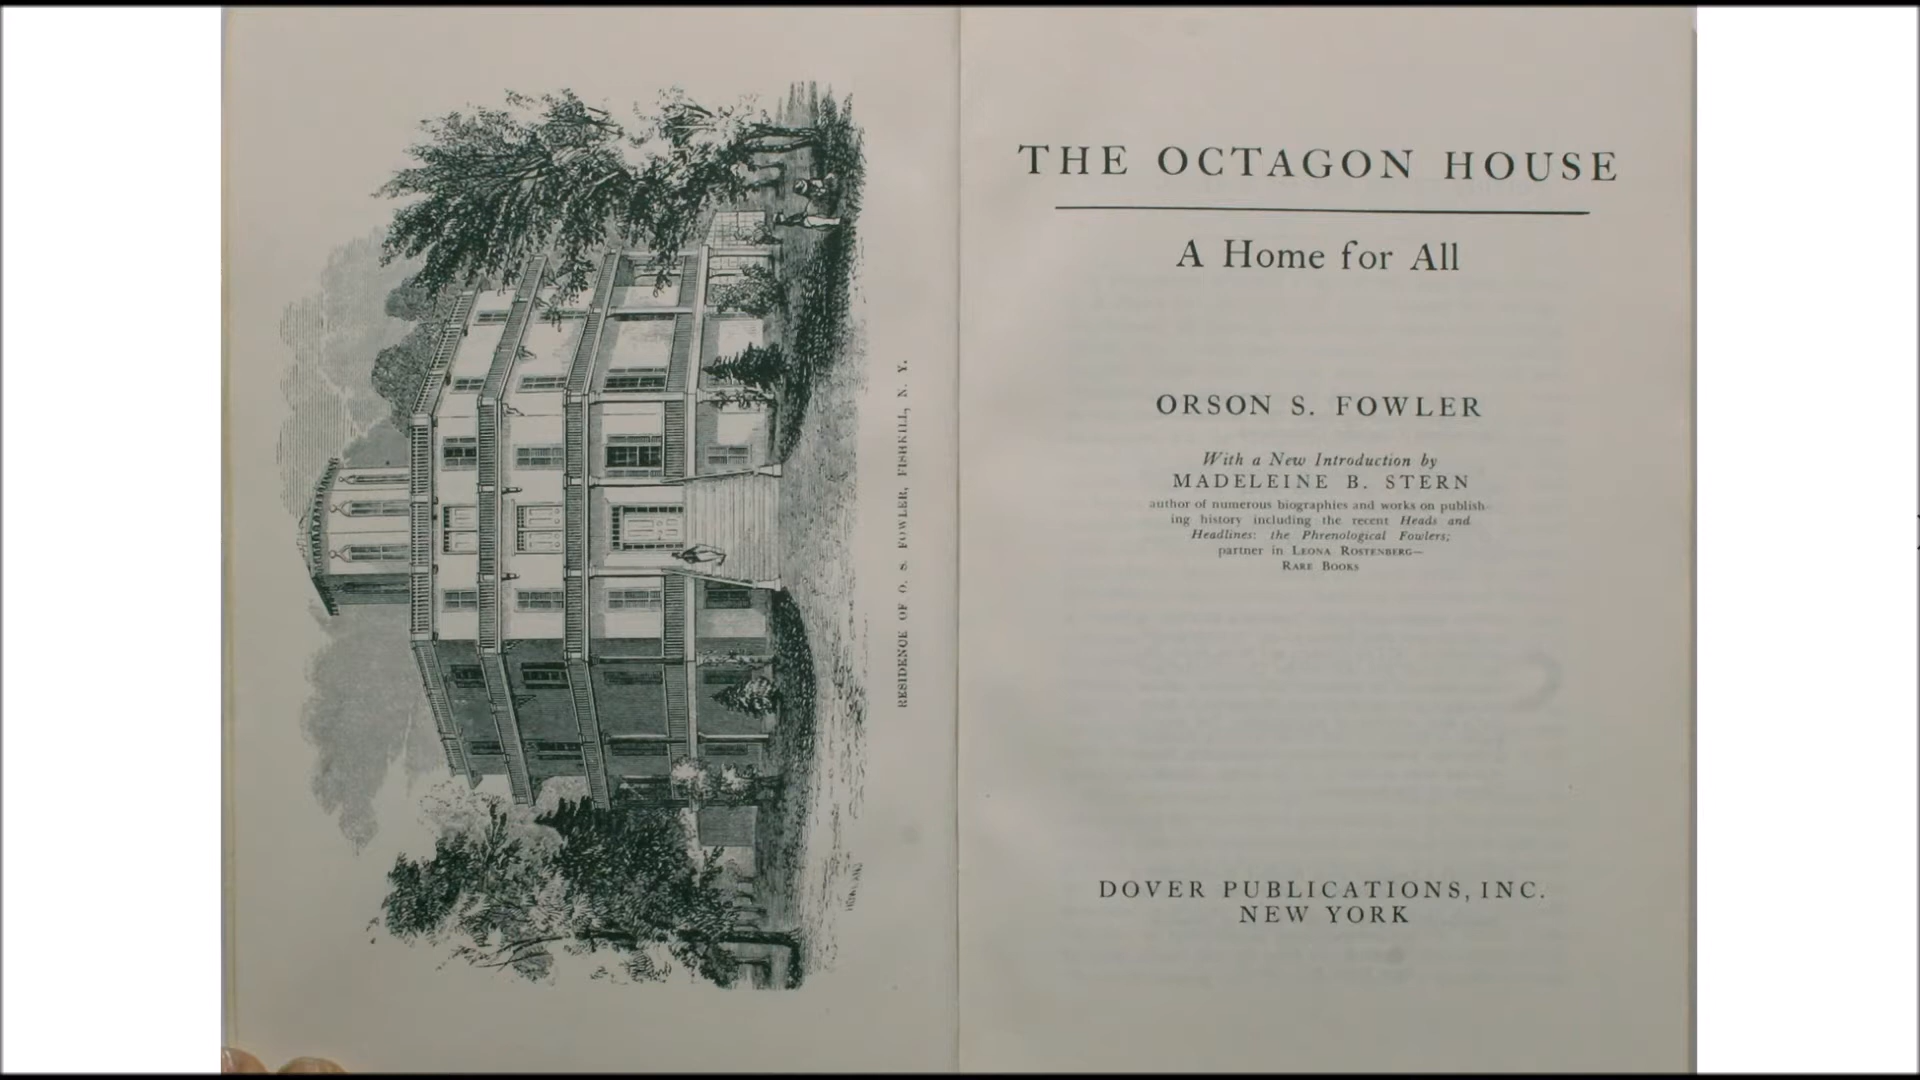 RESIDENCE OF O. S. FOWLER, FISHKILL, N. Y.
THE OCTAGON HOUSE
A Home for All
ORSON S. FOWLER
With a New Introduction by
MADELEINE B. STERN
author of numerous biographies and works on publish-
ing history including the recent Heads and
Headlines: the Phrenological Fowlers;
partner in LEONA ROSTENBERG—
RARE BOOKS
DOVER PUBLICATIONS, INC.
NEW YORK